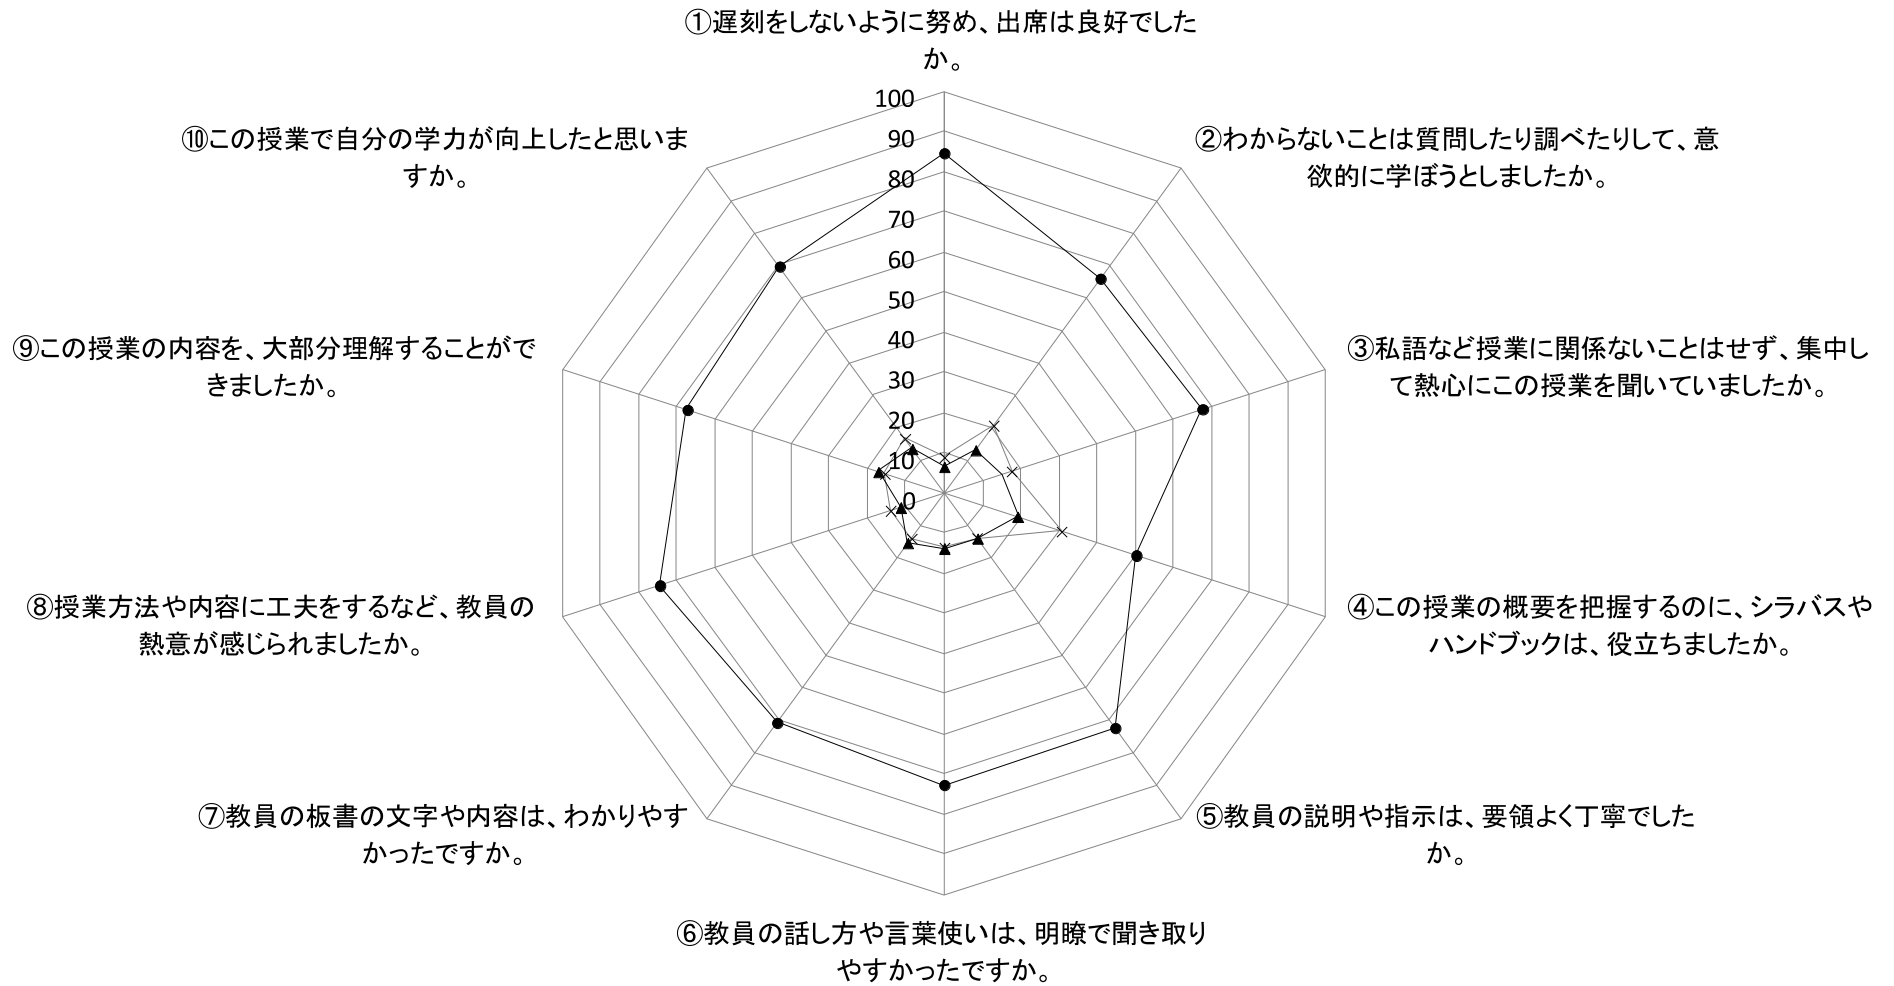 ①遅刻をしないように努め、出席は良好でした
か。
②わからないことは質問したり調べたりして、意
欲的に学ぼうとしましたか。
③私語など授業に関係ないことはせず、集中し
て熱心にこの授業を聞いていましたか。
④この授業の概要を把握するのに、シラバスや
ハンドブックは、役立ちましたか。
⑤教員の説明や指示は、要領よく丁寧でした
か。
⑥教員の話し方や言葉使いは、明瞭で聞き取り
やすかったですか。
⑦教員の板書の文字や内容は、わかりやす
かったですか。
⑧授業方法や内容に工夫をするなど、教員の
熱意が感じられましたか。
⑨この授業の内容を、大部分理解することがで
きましたか。
⑩この授業で自分の学力が向上したと思いま
すか。
100
90
80
70
60
50
40
30
20
10
0